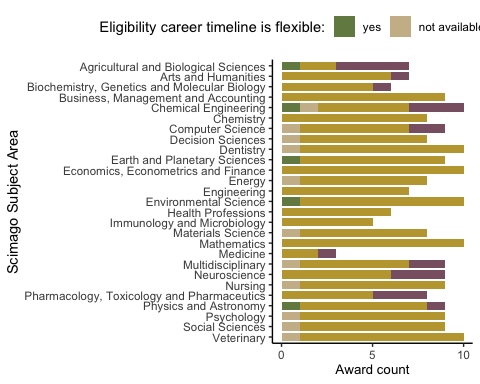 Eligibility career timeline is flexible: yes not available
Agricultural and Biological Sciences
Arts and Humanities
Biochemistry, Genetics and Molecular Biology
Business, Management and Accounting
Chemical Engineering
Chemistry
Computer Science
Decision Sciences
Dentistry
Earth and Planetary Sciences
Economics, Econometrics and Finance
Energy
Engineering
Environmental Science
Health Professions
Immunology and Microbiology
Materials Science
Mathematics
Medicine
Multidisciplinary
Neuroscience
Nursing
Pharmacology, Toxicology and Pharmaceutics
Physics and Astronomy
Psychology
Social Sciences
Veterinary
Scimago Subject Area
0 5 10
Award count